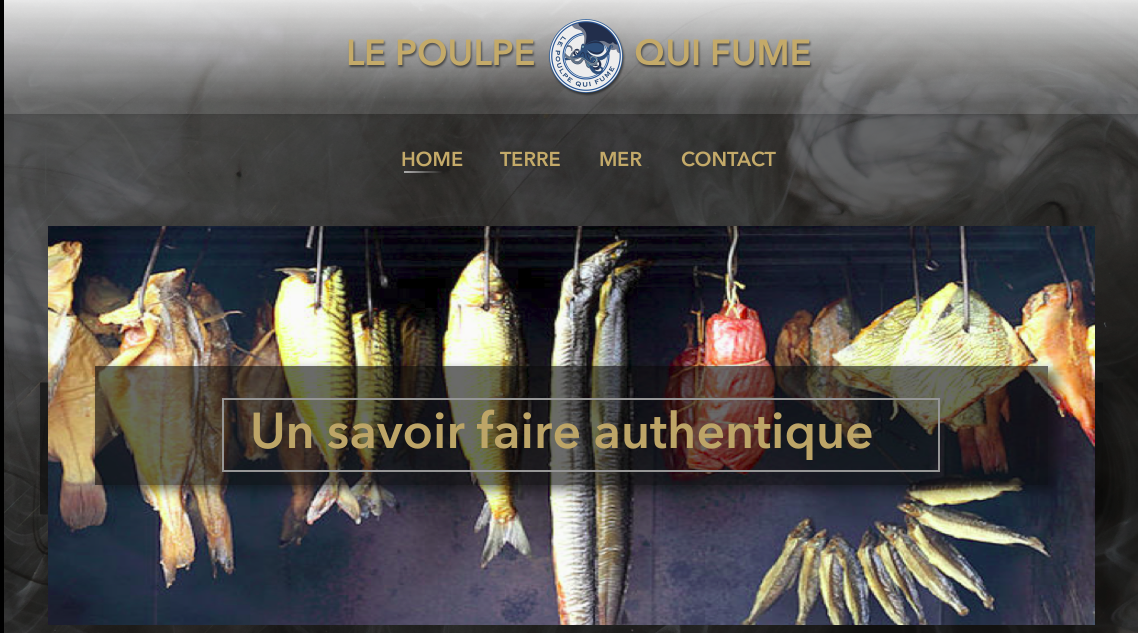 LE POULPE QUI FUME
LE POULPE QUI FUME
HOME TERRE MER CONTACT
Un savoir faire authentique